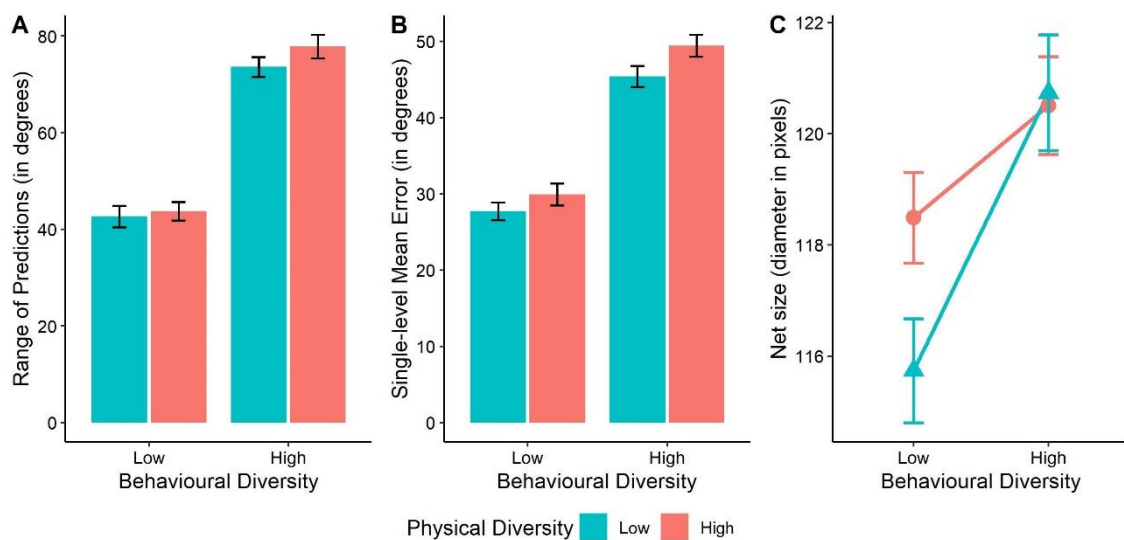 A
Range of Predictions (in degrees)
80
60
40
20
0
Low
High
Behavioural Diversity
B
Single-level Mean Error (in degrees)
50
40
30
20
10
0
Low
High
Behavioural Diversity
C
Net size (diameter in pixels)
122
120
118
116
Low
High
Behavioural Diversity
Physical Diversity Low High